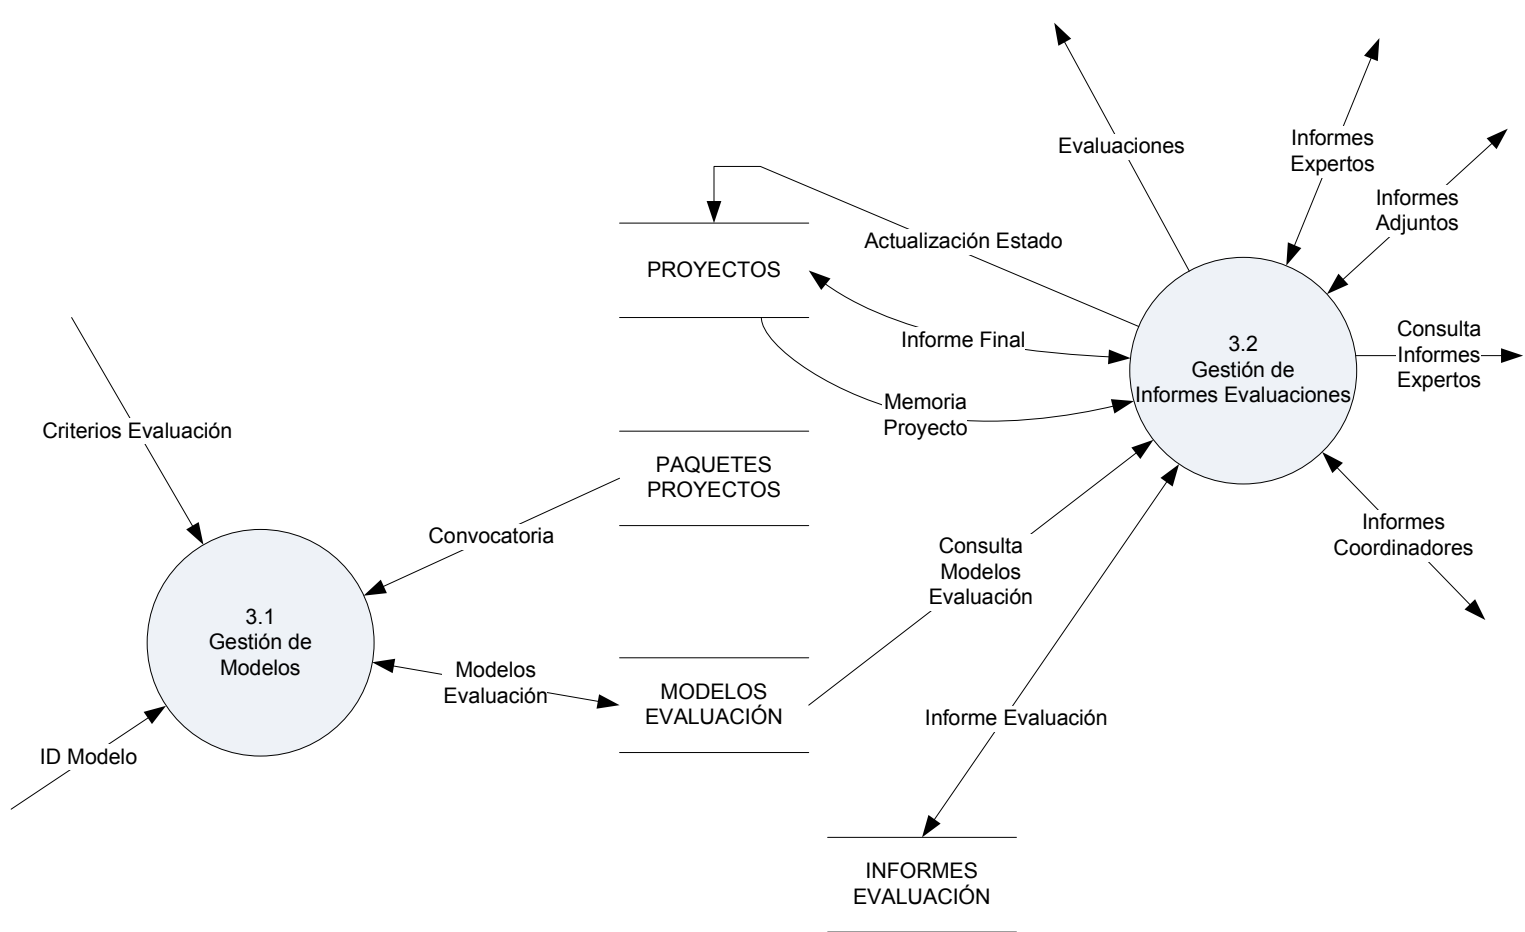 Evaluaciones
Informes
Expertos
Informes
Adjuntos
Actualización Estado
PROYECTOS
Informe Final
3.2
Gestión de
Informes Evaluaciones
Consulta
Informes
Expertos
Memoria
Proyecto
Criterios Evaluación
PAQUETES
PROYECTOS
Convocatoria
Informes
Coordinadores
Consulta
Modelos
Evaluación
3.1
Gestión de
Modelos
Modelos
Evaluación
MODELOS
EVALUACIÓN
Informe Evaluación
ID Modelo
INFORMES
EVALUACIÓN